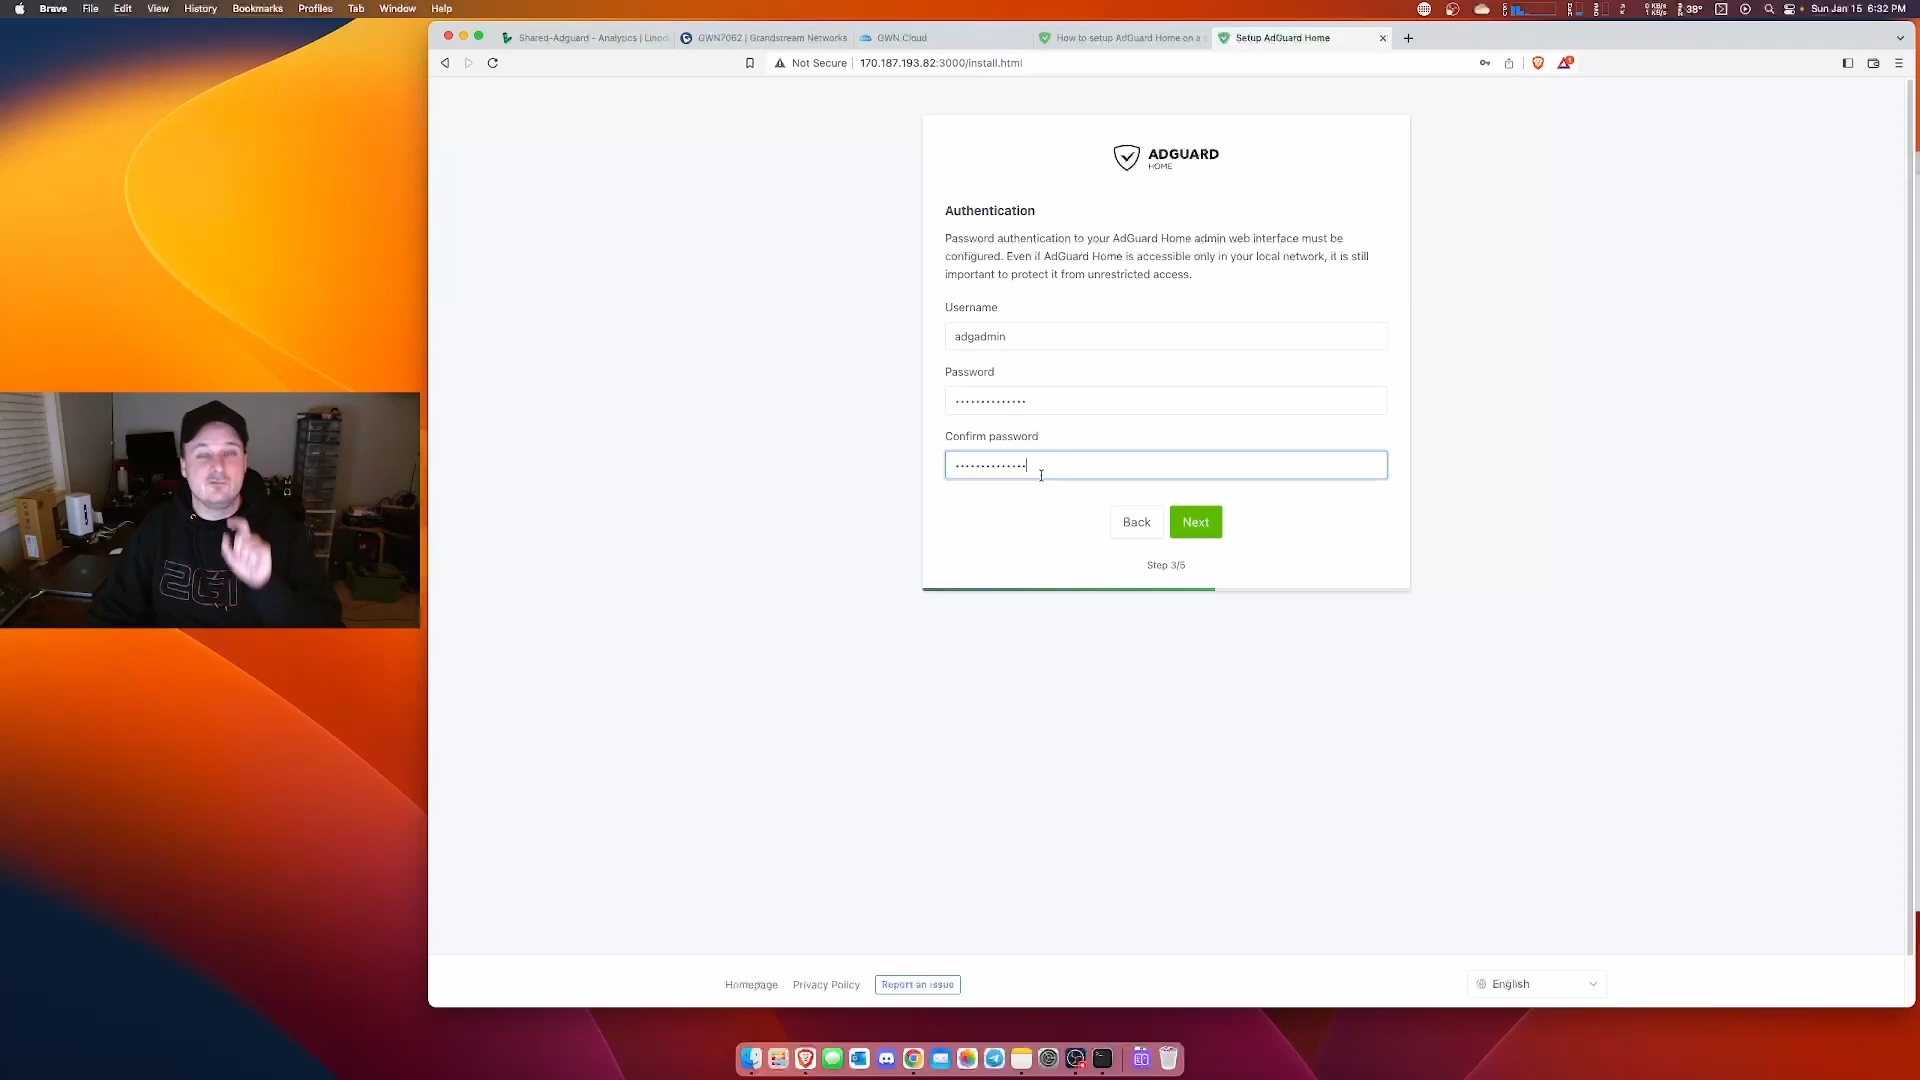 Brave File Edit View History Bookmarks Profiles Tab Window Help
0 KB/s
38°
Sun Jan 15 6:32 PM
Shared-Adguard - Analytics | Linod
GWN7062 | Grandstream Networks
GWN.Cloud
How to setup AdGuard Home on a
Setup AdGuard Home
Not Secure 170.187.193.82:3000/install.html
ADGUARD
HOME
Authentication
Password authentication to your AdGuard Home admin web interface must be
configured. Even if AdGuard Home is accessible only in your local network, it is still
important to protect it from unrestricted access.
Username
adgadmin
Password
Confirm password
Back Next
Step 3/5
Homepage Privacy Policy Report an issue
English